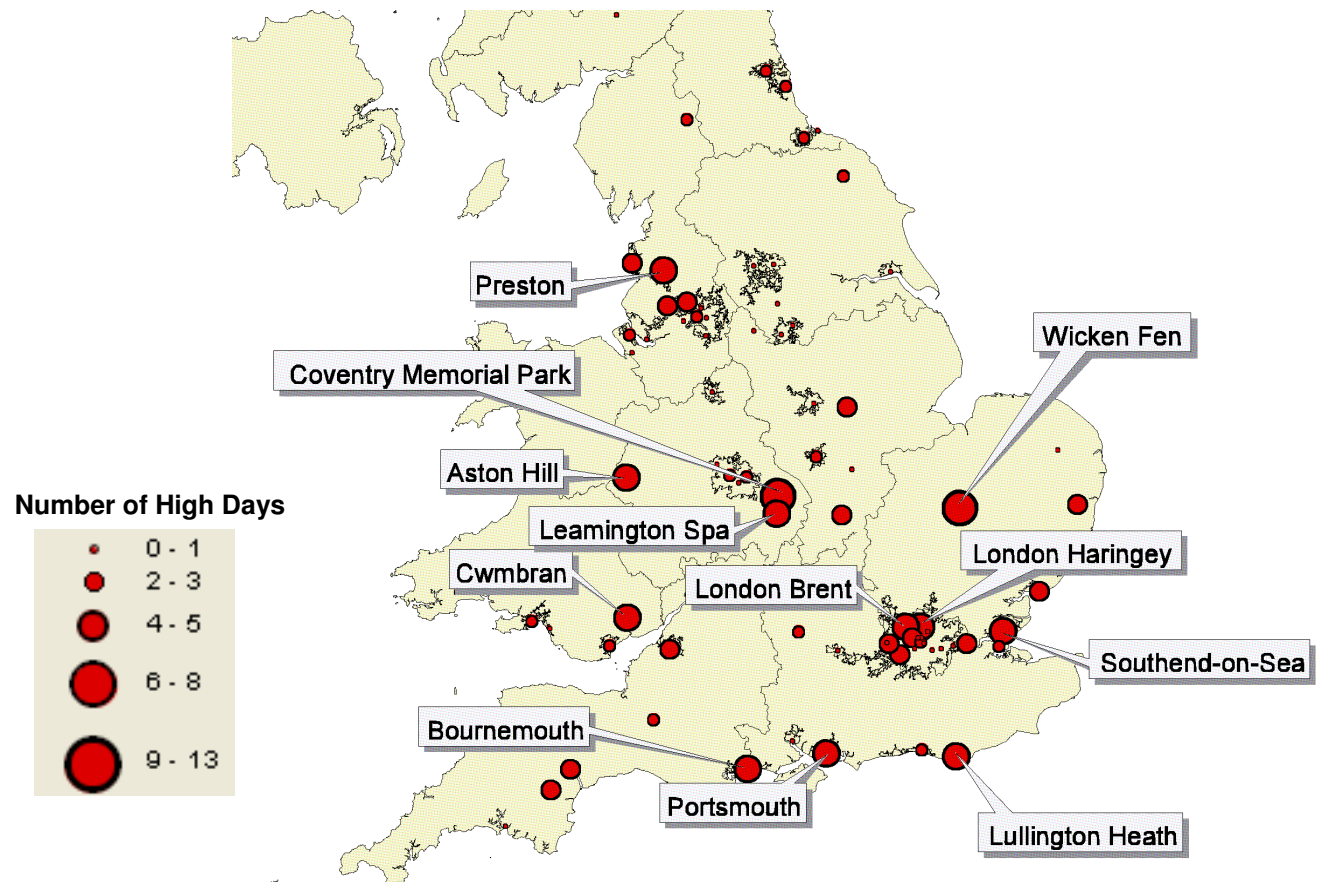 Preston
Wicken Fen
Coventry Memorial Park
Aston Hill
Number of High Days
Leamington Spa
0 - 1
London Haringey
Cwmbran
2 - 3
London Brent
4 - 5
Southend-on-Sea
6 - 8
Bournemouth
9 - 13
Portsmouth
Lullington Heath